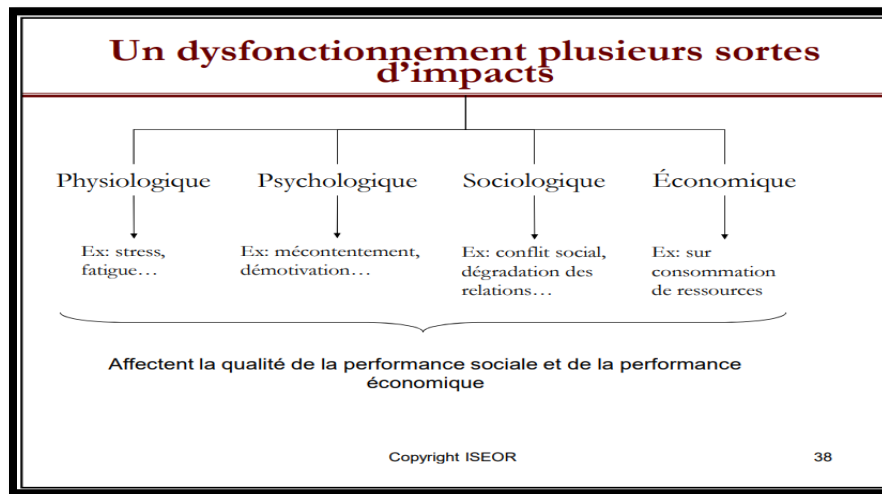 Un dysfonctionnement plusieurs sortes
d'impacts
Physiologique
Psychologique
Sociologique
Économique
Ex: stress,
fatigue…
Ex: mécontentement,
démotivation…
Ex: conflit social,
dégradation des
relations…
Ex: sur
consommation
de ressources
Affectent la qualité de la performance sociale et de la performance
économique
Copyright ISEOR
38